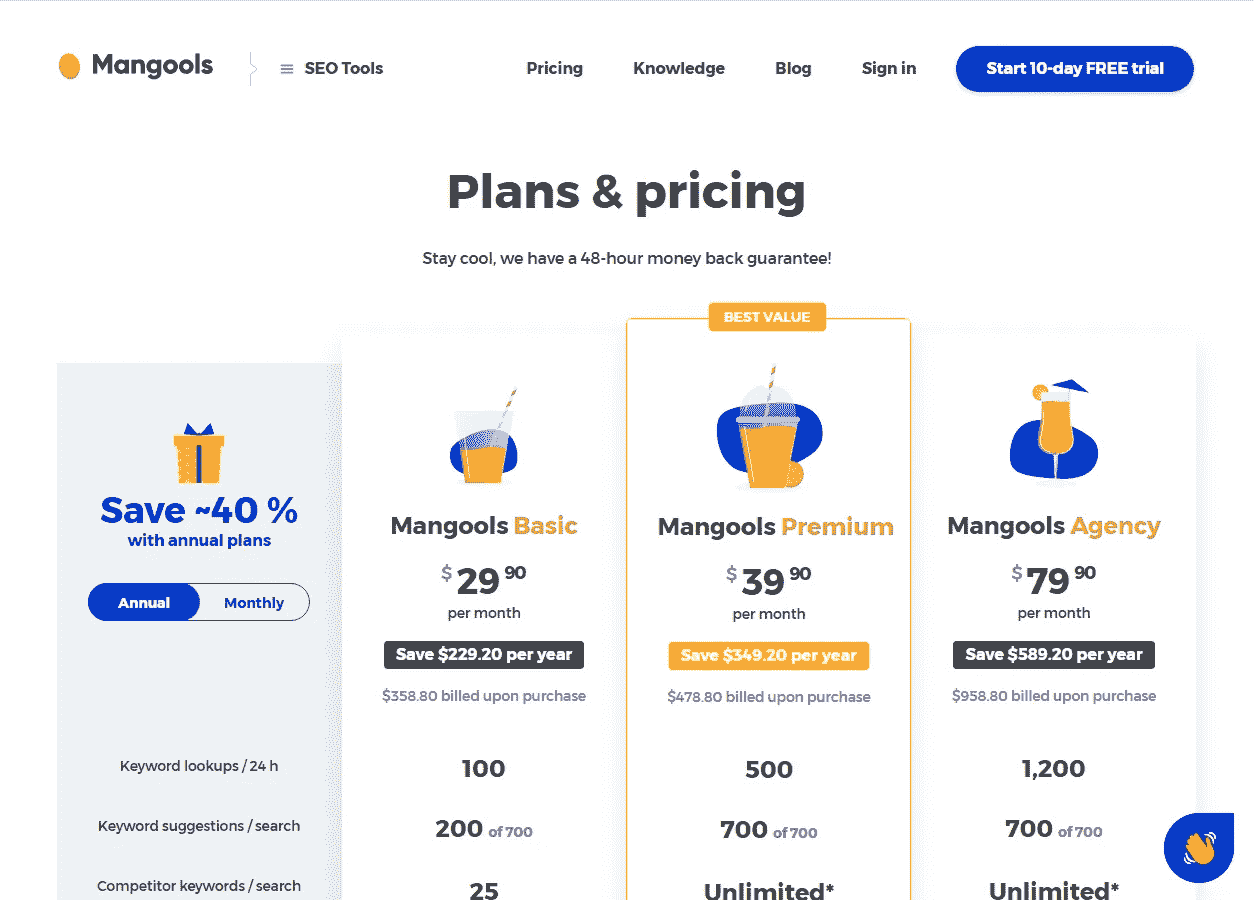 Mangools
SEO Tools
Pricing
Knowledge
Blog
Sign in
Start 10-day FREE trial
Plans & pricing
Stay cool, we have a 48-hour money back guarantee!
BEST VALUE
Save ~40 %
with annual plans
Annual
Monthly
Mangools Basic
$29.90
per month
Save $229.20 per year
$358.80 billed upon purchase
Mangools Premium
$39.90
per month
Save $349.20 per year
$478.80 billed upon purchase
Mangools Agency
$79.90
per month
Save $589.20 per year
$958.80 billed upon purchase
Keyword lookups / 24 h
100
500
1,200
Keyword suggestions / search
200 of 700
700 of 700
700 of 700
Competitor keywords / search
25
Unlimited*
Unlimited*